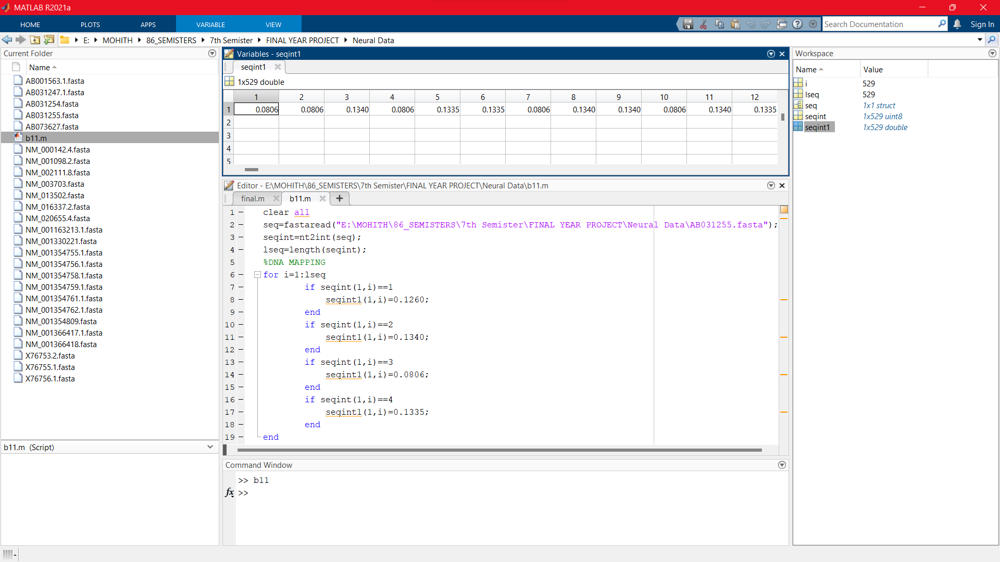 MATLAB R2021a
HOME PLOTS APPS VARIABLE VIEW Search Documentation Sign In
E: MOHITH 86_SEMISTERS 7th Semister FINAL YEAR PROJECT Neural Data
Current Folder
Name
AB001563.1.fasta
AB031247.1.fasta
AB031254.fasta
AB031255.fasta
AB073627.fasta
b11.m
NM_000142.4.fasta
NM_001098.2.fasta
NM_002111.8.fasta
NM_003703.fasta
NM_013502.fasta
NM_016337.2.fasta
NM_020655.4.fasta
NM_001163213.1.fasta
NM_001330221.fasta
NM_001354755.1.fasta
NM_001354756.1.fasta
NM_001354758.1.fasta
NM_001354759.1.fasta
NM_001354761.1.fasta
NM_001354762.1.fasta
NM_001354809.fasta
NM_001366417.1.fasta
NM_001366418.fasta
X76753.2.fasta
X76755.1.fasta
X76756.1.fasta
b11.m (Script)
Variables - seqint1
seqint1
1x529 double
1 2 3 4 5 6 7 8 9 10 11 12
1 0.0806 0.0806 0.1340 0.0806 0.1335 0.1335 0.0806 0.1340 0.1340 0.0806 0.1340 0.1335
2
3
4
5
Editor - E:\MOHITH\86_SEMISTERS\7th Semister\FINAL YEAR PROJECT\Neural Data\b11.m
final.m b11.m
1 clear all
2 seq=fastaread("E:\MOHITH\86_SEMISTERS\7th Semister\FINAL YEAR PROJECT\Neural Data\AB031255.fasta");
3 seqint=nt2int(seq);
4 lseq=length(seqint);
5 %DNA MAPPING
6 for i=1:lseq
7 if seqint(1,i)==1
8 seqint1(1,i)=0.1260;
9 end
10 if seqint(1,i)==2
11 seqint1(1,i)=0.1340;
12 end
13 if seqint(1,i)==3
14 seqint1(1,i)=0.0806;
15 end
16 if seqint(1,i)==4
17 seqint1(1,i)=0.1335;
18 end
19 end
Command Window
>> b11
fx >>
Workspace
Name Value
i 529
lseq 529
seq 1x1 struct
seqint 1x529 uint8
seqint1 1x529 double